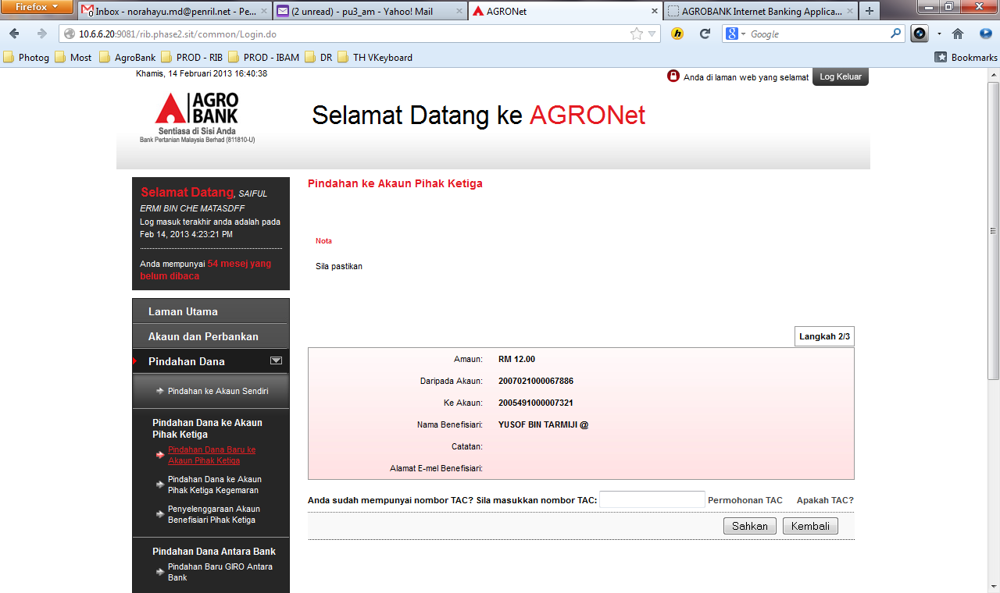 Firefox
Inbox - norahayu.md@penril.net - Pe...
(2 unread) - pu3_am - Yahoo! Mail
AGRONet
AGROBANK Internet Banking Applica...
10.6.6.20:9081/rib.phase2.sit/common/Login.do
Google
Photog
Most
AgroBank
PROD - RIB
PROD - IBAM
DR
TH VKeyboard
Bookmarks
Khamis, 14 Februari 2013 16:40:38
Anda di laman web yang selamat
Log Keluar
AGRO
BANK
Sentiasa di Sisi Anda
Bank Pertanian Malaysia Berhad (811810-U)
Selamat Datang ke AGRONet
Selamat Datang, SAIFUL
ERMI BIN CHE MATASDFF
Log masuk terakhir anda adalah pada
Feb 14, 2013 4:23:21 PM
Anda mempunyai 54 mesej yang
belum dibaca
Laman Utama
Akaun dan Perbankan
Pindahan Dana
Pindahan ke Akaun Sendiri
Pindahan Dana ke Akaun
Pihak Ketiga
Pindahan Dana Baru ke
Akaun Pihak Ketiga
Pindahan Dana ke Akaun
Pihak Ketiga Kegemaran
Penyelenggaraan Akaun
Benefisiari Pihak Ketiga
Pindahan Dana Antara Bank
Pindahan Baru GIRO Antara
Bank
Pindahan ke Akaun Pihak Ketiga
Nota
Sila pastikan
Langkah 2/3
Amaun: RM 12.00
Daripada Akaun: 2007021000067886
Ke Akaun: 2005491000007321
Nama Benefisiari: YUSOF BIN TARMIJI @
Catatan:
Alamat E-mel Benefisiari:
Anda sudah mempunyai nombor TAC? Sila masukkan nombor TAC: Permohonan TAC Apakah TAC?
Sahkan
Kembali